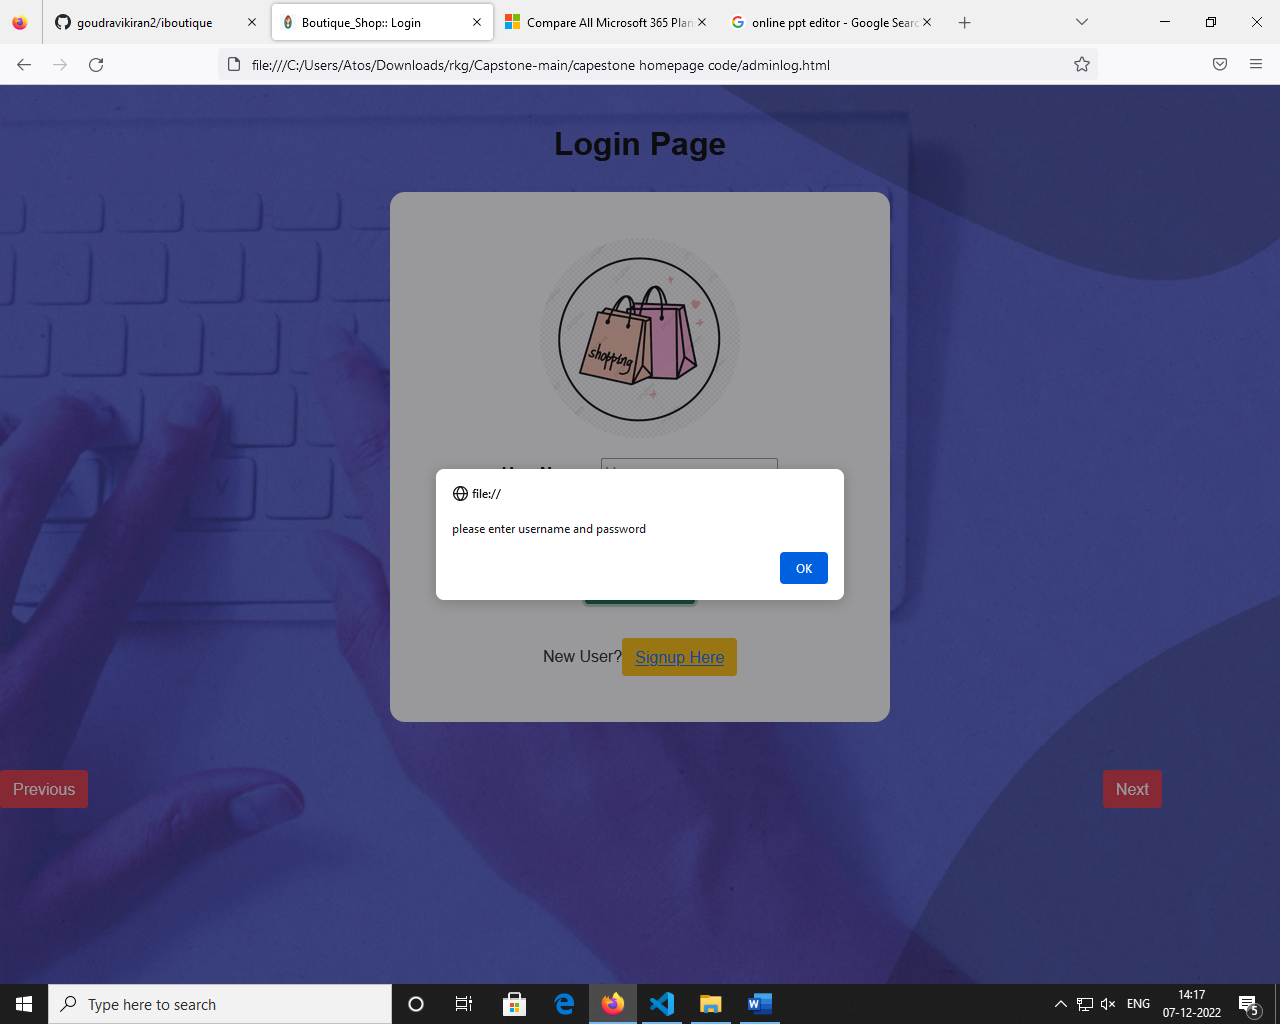 goudravikiran2/iboutique
Boutique_Shop:: Login
Compare All Microsoft 365 Plan
online ppt editor - Google Searc
file:///C:/Users/Atos/Downloads/rkg/Capstone-main/capestone homepage code/adminlog.html
Login Page
shopping
file://
please enter username and password
OK
New User? Signup Here
Previous
Next
Type here to search
ENG
14:17
07-12-2022
5